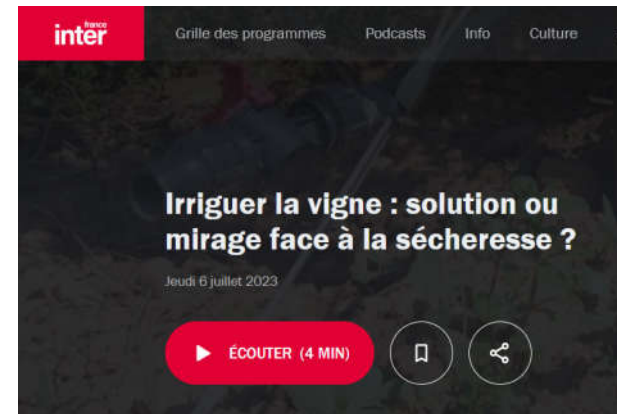 france
inter
Grille des programmes Podcasts Info Culture
Irriguer la vigne : solution ou
mirage face à la sécheresse ?
Jeudi 6 juillet 2023
ÉCOUTER (4 MIN)